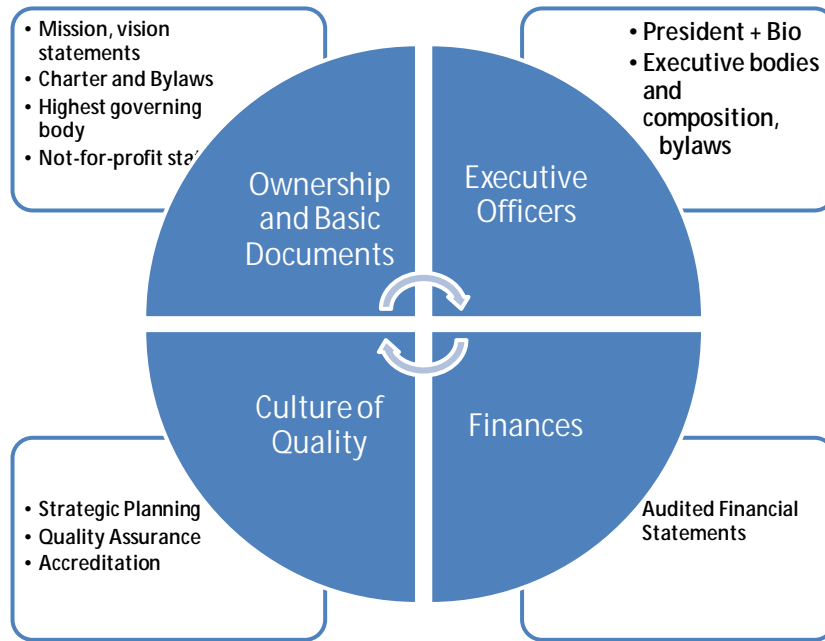 • Mission, vision
statements
• Charter and Bylaws
• Highest governing
body
• Not-for-profit
Ownership
and Basic
Documents
• President + Bio
• Executive bodies
and
composition,
bylaws
Executive
Officers
Culture of
Quality
• Strategic Planning
• Quality Assurance
• Accreditation
Finances
Audited Financial
Statements